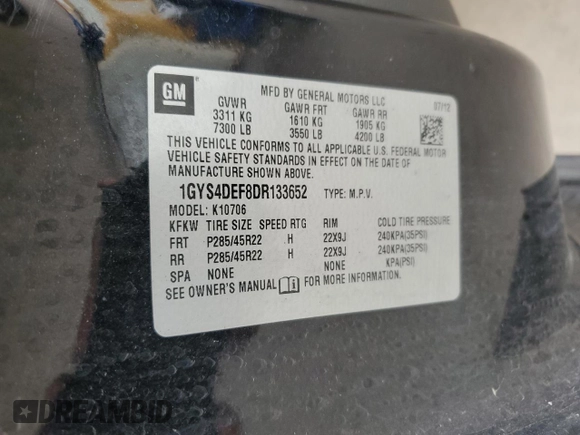 GM
MFD BY GENERAL MOTORS LLC
07/12
GVWR GAWR FRT GAWR RR
3311 KG 1610 KG 1905 KG
7300 LB 3550 LB 4200 LB
THIS VEHICLE CONFORMS TO ALL APPLICABLE U.S. FEDERAL MOTOR
VEHICLE SAFETY STANDARDS IN EFFECT ON THE DATE OF
MANUFACTURE SHOWN ABOVE.
1GYS4DEF8DR133652 TYPE: M.P.V.
MODEL: K10706
KFKW TIRE SIZE SPEED RTG RIM COLD TIRE PRESSURE
FRT P285/45R22 H 22X9J 240KPA(35PSI)
RR P285/45R22 H 22X9J 240KPA(35PSI)
SPA NONE NONE KPA(PSI)
SEE OWNER'S MANUAL FOR MORE INFORMATION.
DREAMBID